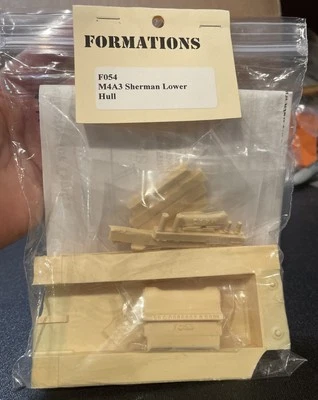 FORMATIONS
F054
M4A3 Sherman Lower
Hull